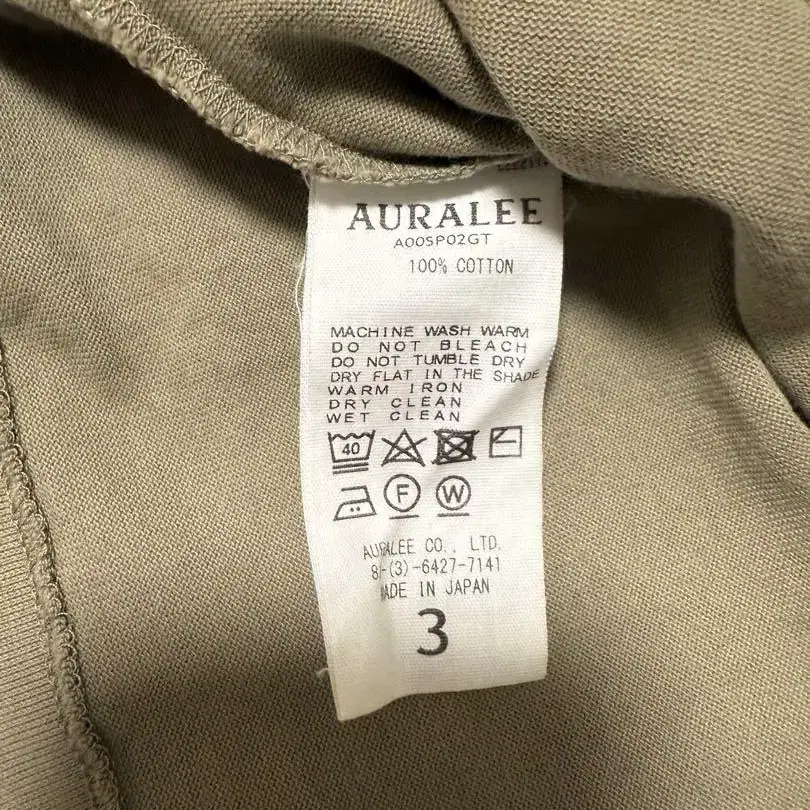 AURALEE
A00SP02GT
100% COTTON
MACHINE WASH WARM
DO NOT BLEACH
DO NOT TUMBLE DRY
DRY FLAT IN THE SHADE
WARM IRON
DRY CLEAN
WET CLEAN
40
F W
AURALEE CO., LTD.
-(3)-6427-7141
MADE IN JAPAN
3